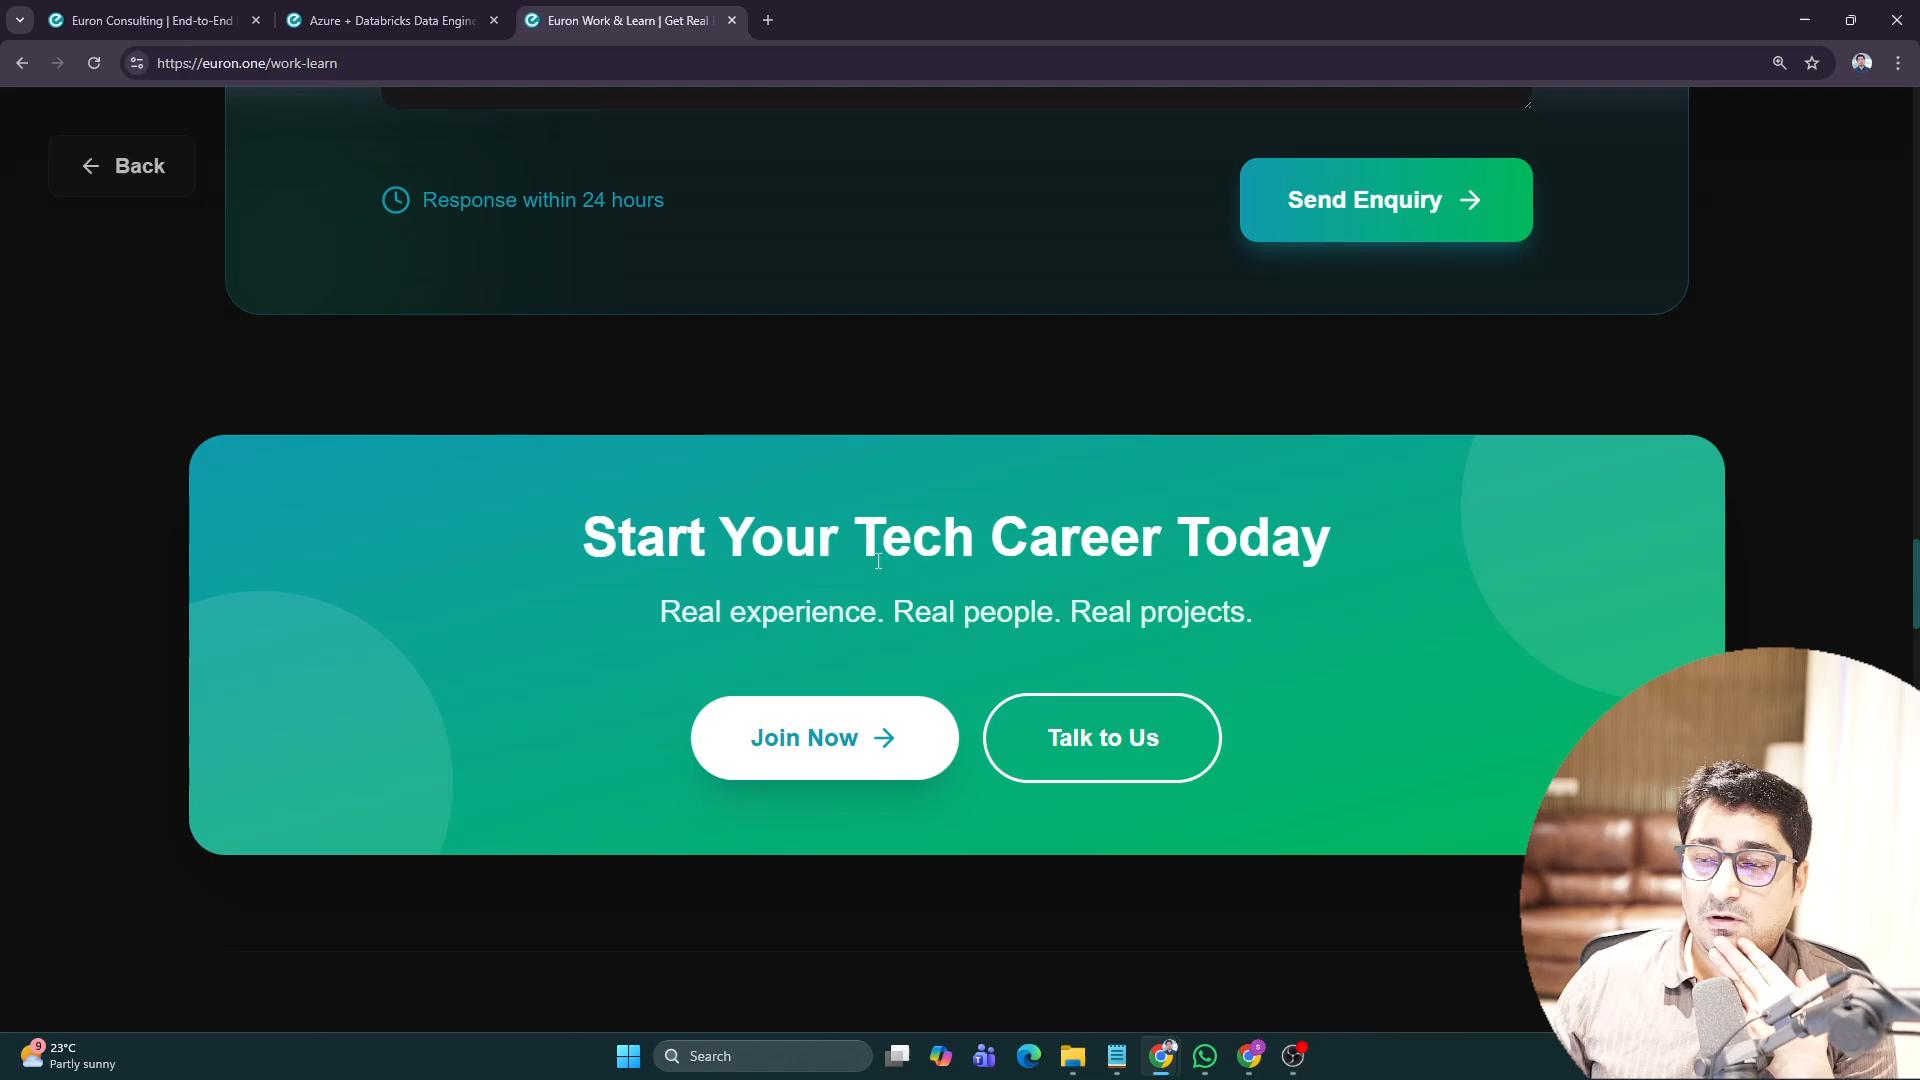 Euron Consulting | End-to-End
Azure + Databricks Data Engine
Euron Work & Learn | Get Real
https://euron.one/work-learn
Back
Response within 24 hours
Send Enquiry
Start Your Tech Career Today
Real experience. Real people. Real projects.
Join Now
Talk to Us
9
23°C
Partly sunny
Search
S